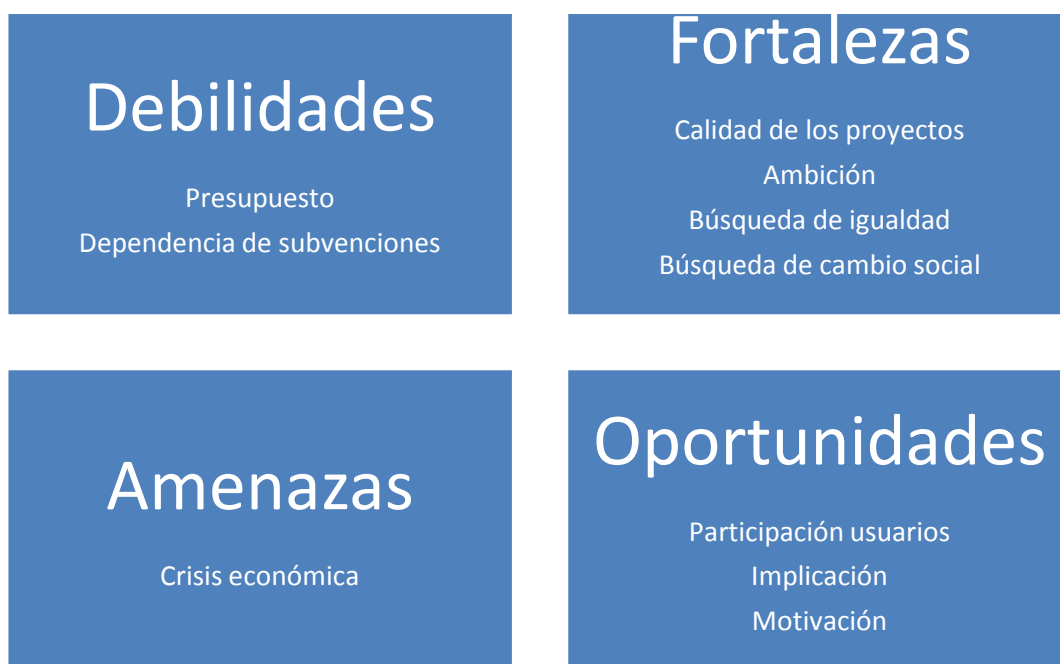 Debilidades
Presupuesto
Dependencia de subvenciones
Fortalezas
Calidad de los proyectos
Ambición
Búsqueda de igualdad
Búsqueda de cambio social
Amenazas
Crisis económica
Oportunidades
Participación usuarios
Implicación
Motivación